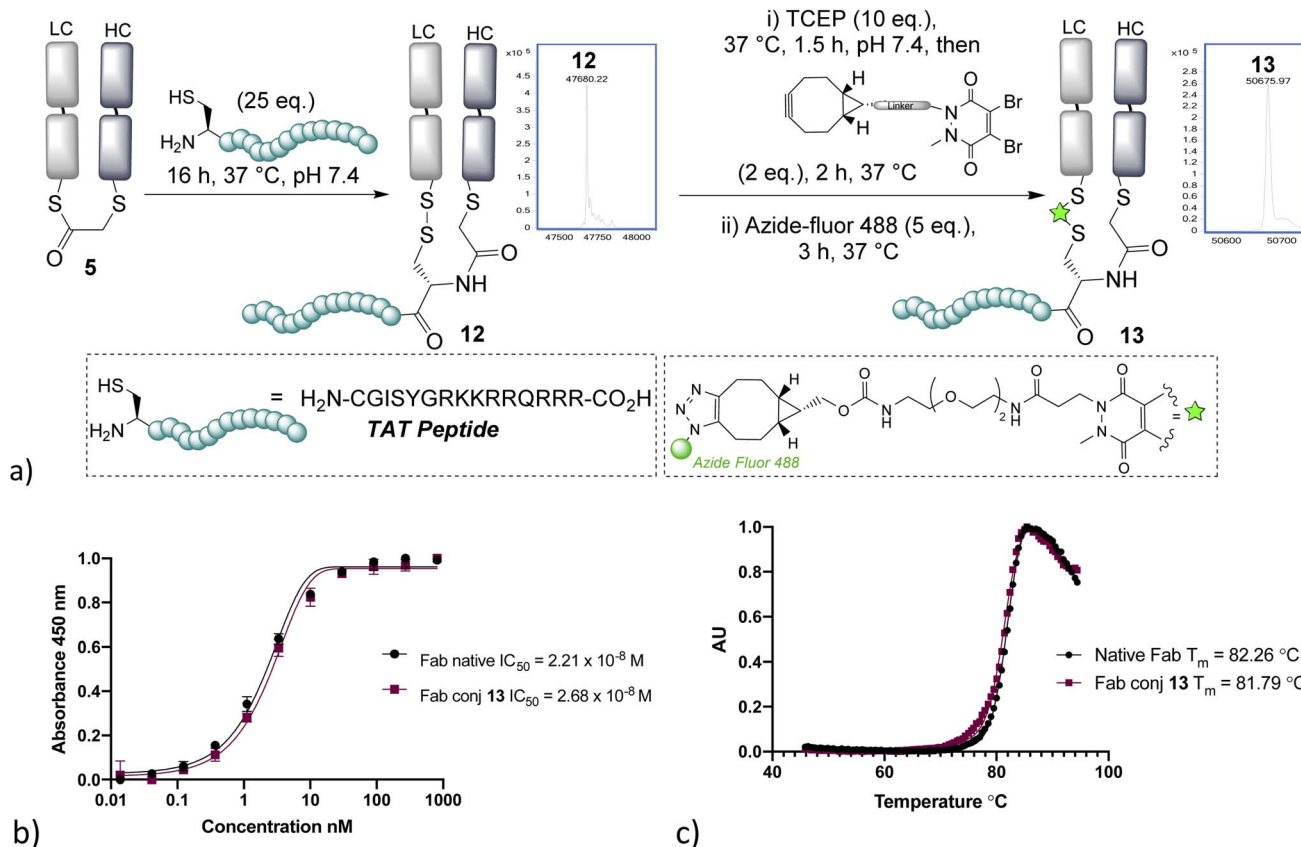 LC HC
HS
(25 eq.)
H2N
16 h, 37 °C, pH 7.4
S S
O
5
LC HC
S S
S O
NH
O
12
×10 5
12
47680.22
4.5
4
3.5
3
2.5
2
1.5
1
0.5
0
47500 47750 48000
i) TCEP (10 eq.),
37 °C, 1.5 h, pH 7.4, then
H
H
Linker
O
N Br
N Br
O
(2 eq.), 2 h, 37 °C
ii) Azide-fluor 488 (5 eq.),
3 h, 37 °C
LC HC
S S
S O
NH
O
13
×10 5
13
50675.97
2.8
2.6
2.4
2.2
2
1.8
1.6
1.4
1.2
1
0.8
0.6
0.4
0.2
0
50600 50700
HS
H2N
= H2N-CGISYGRKKRRQRRR-CO2H
TAT Peptide
N N N
H H
O O N H
O 2 N H
O O
N N
O
=
Azide Fluor 488
a)
Absorbance 450 nm
1.0
0.8
0.6
0.4
0.2
0.0
0.01 0.1 1 10 100 1000
Concentration nM
Fab native IC50 = 2.21 x 10-8 M
Fab conj 13 IC50 = 2.68 x 10-8 M
b)
AU
1.0
0.8
0.6
0.4
0.2
0.0
40 60 80 100
Temperature °C
Native Fab Tm = 82.26 °C
Fab conj 13 Tm = 81.79 °C
c)